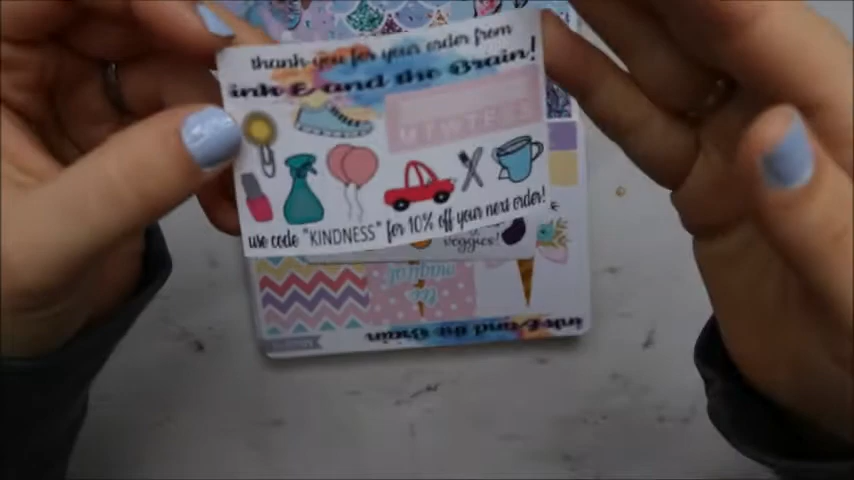 thank you for your order from
ink & and the Brain!
M T W T F S S
use code "KINDNESS" for 10% off your next order!
veggies!
magical
ink and the Brain